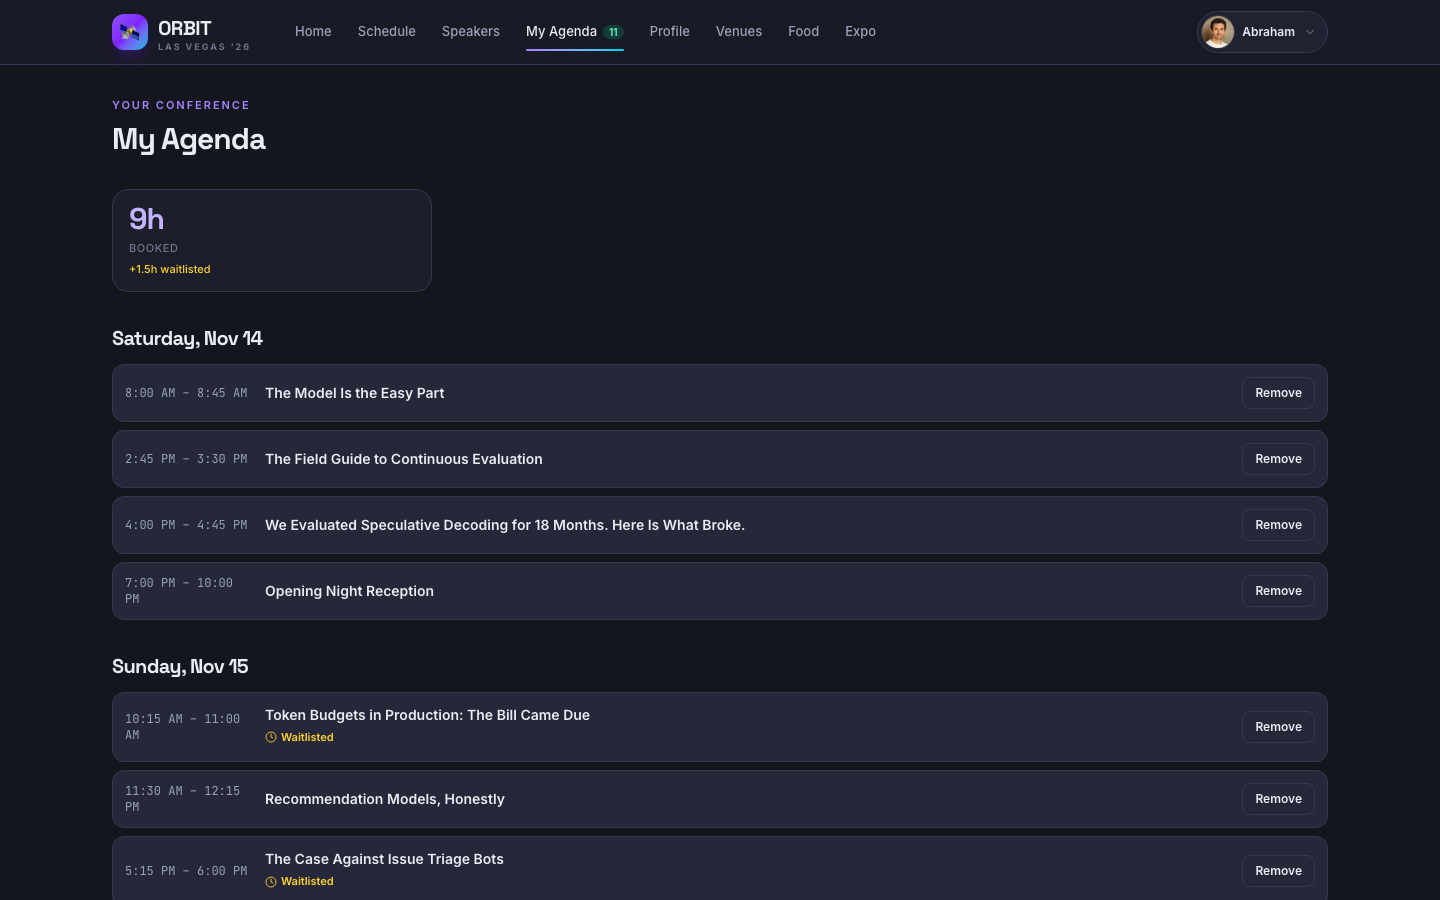 ORBIT
LAS VEGAS '26
Home
Schedule
Speakers
My Agenda 11
Profile
Venues
Food
Expo
Abraham
YOUR CONFERENCE
My Agenda
9h
BOOKED
+1.5h waitlisted
Saturday, Nov 14
8:00 AM – 8:45 AM
The Model Is the Easy Part
Remove
2:45 PM – 3:30 PM
The Field Guide to Continuous Evaluation
Remove
4:00 PM – 4:45 PM
We Evaluated Speculative Decoding for 18 Months. Here Is What Broke.
Remove
7:00 PM – 10:00
PM
Opening Night Reception
Remove
Sunday, Nov 15
10:15 AM – 11:00
AM
Token Budgets in Production: The Bill Came Due
Waitlisted
Remove
11:30 AM – 12:15
PM
Recommendation Models, Honestly
Remove
5:15 PM – 6:00 PM
The Case Against Issue Triage Bots
Waitlisted
Remove